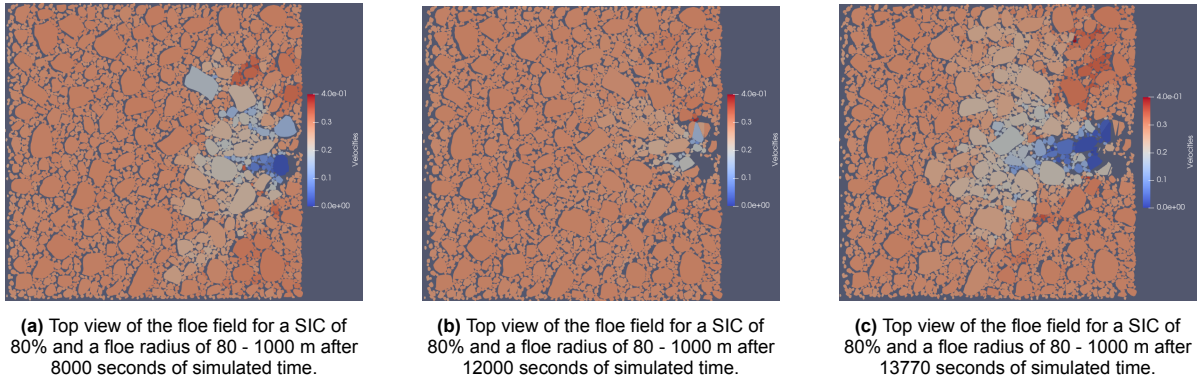 4.0e-01
0.3
0.2
0.1
0.0e+00
Velocities
(a) Top view of the floe field for a SIC of
80% and a floe radius of 80 - 1000 m after
8000 seconds of simulated time.
4.0e-01
0.3
0.2
0.1
0.0e+00
Velocities
(b) Top view of the floe field for a SIC of
80% and a floe radius of 80 - 1000 m after
12000 seconds of simulated time.
4.0e-01
0.3
0.2
0.1
0.0e+00
Velocities
(c) Top view of the floe field for a SIC of
80% and a floe radius of 80 - 1000 m after
13770 seconds of simulated time.